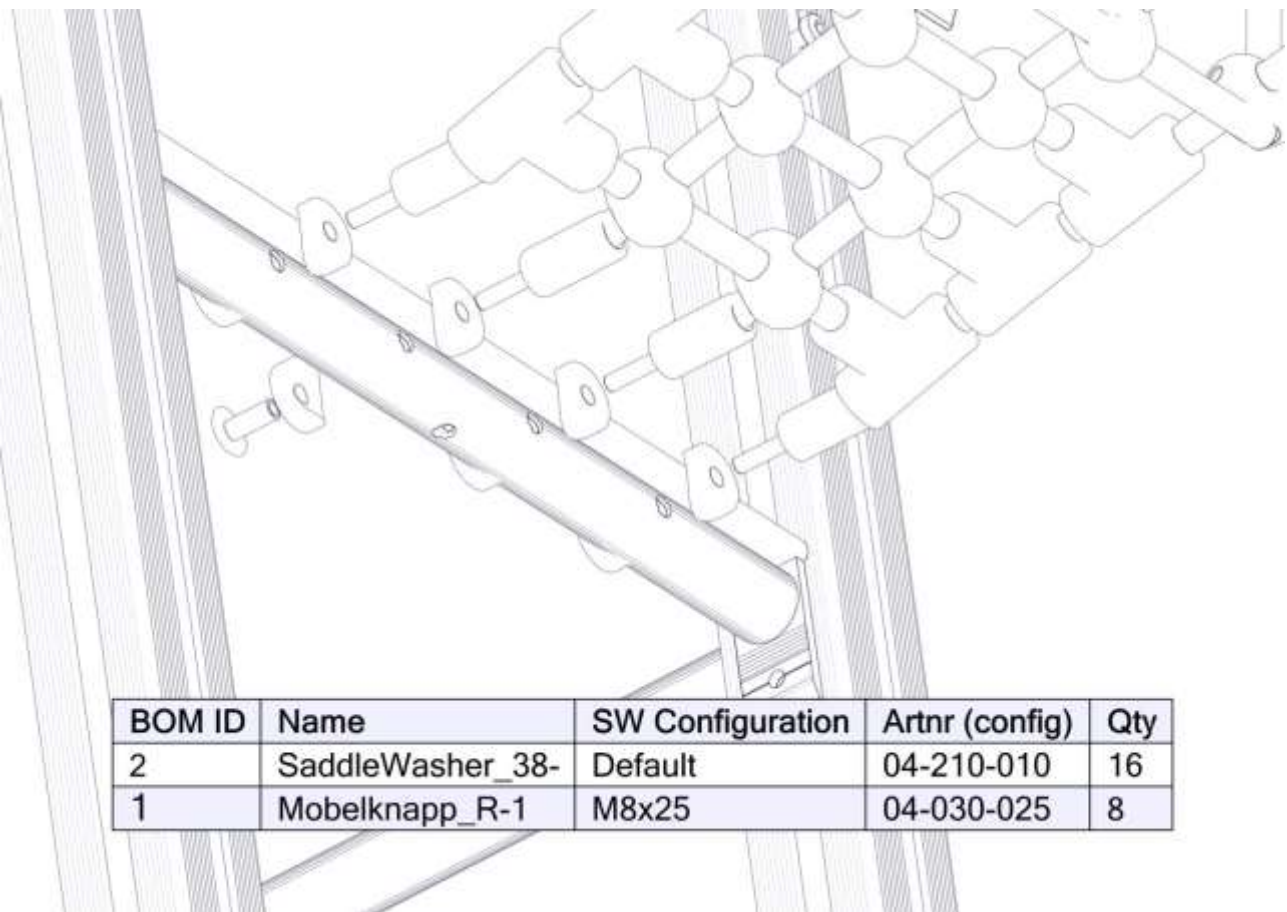 BOM ID Name SW Configuration Artnr (config) Qty
2 SaddleWasher_38- Default 04-210-010 16
1 Mobelknapp_R-1 M8x25 04-030-025 8